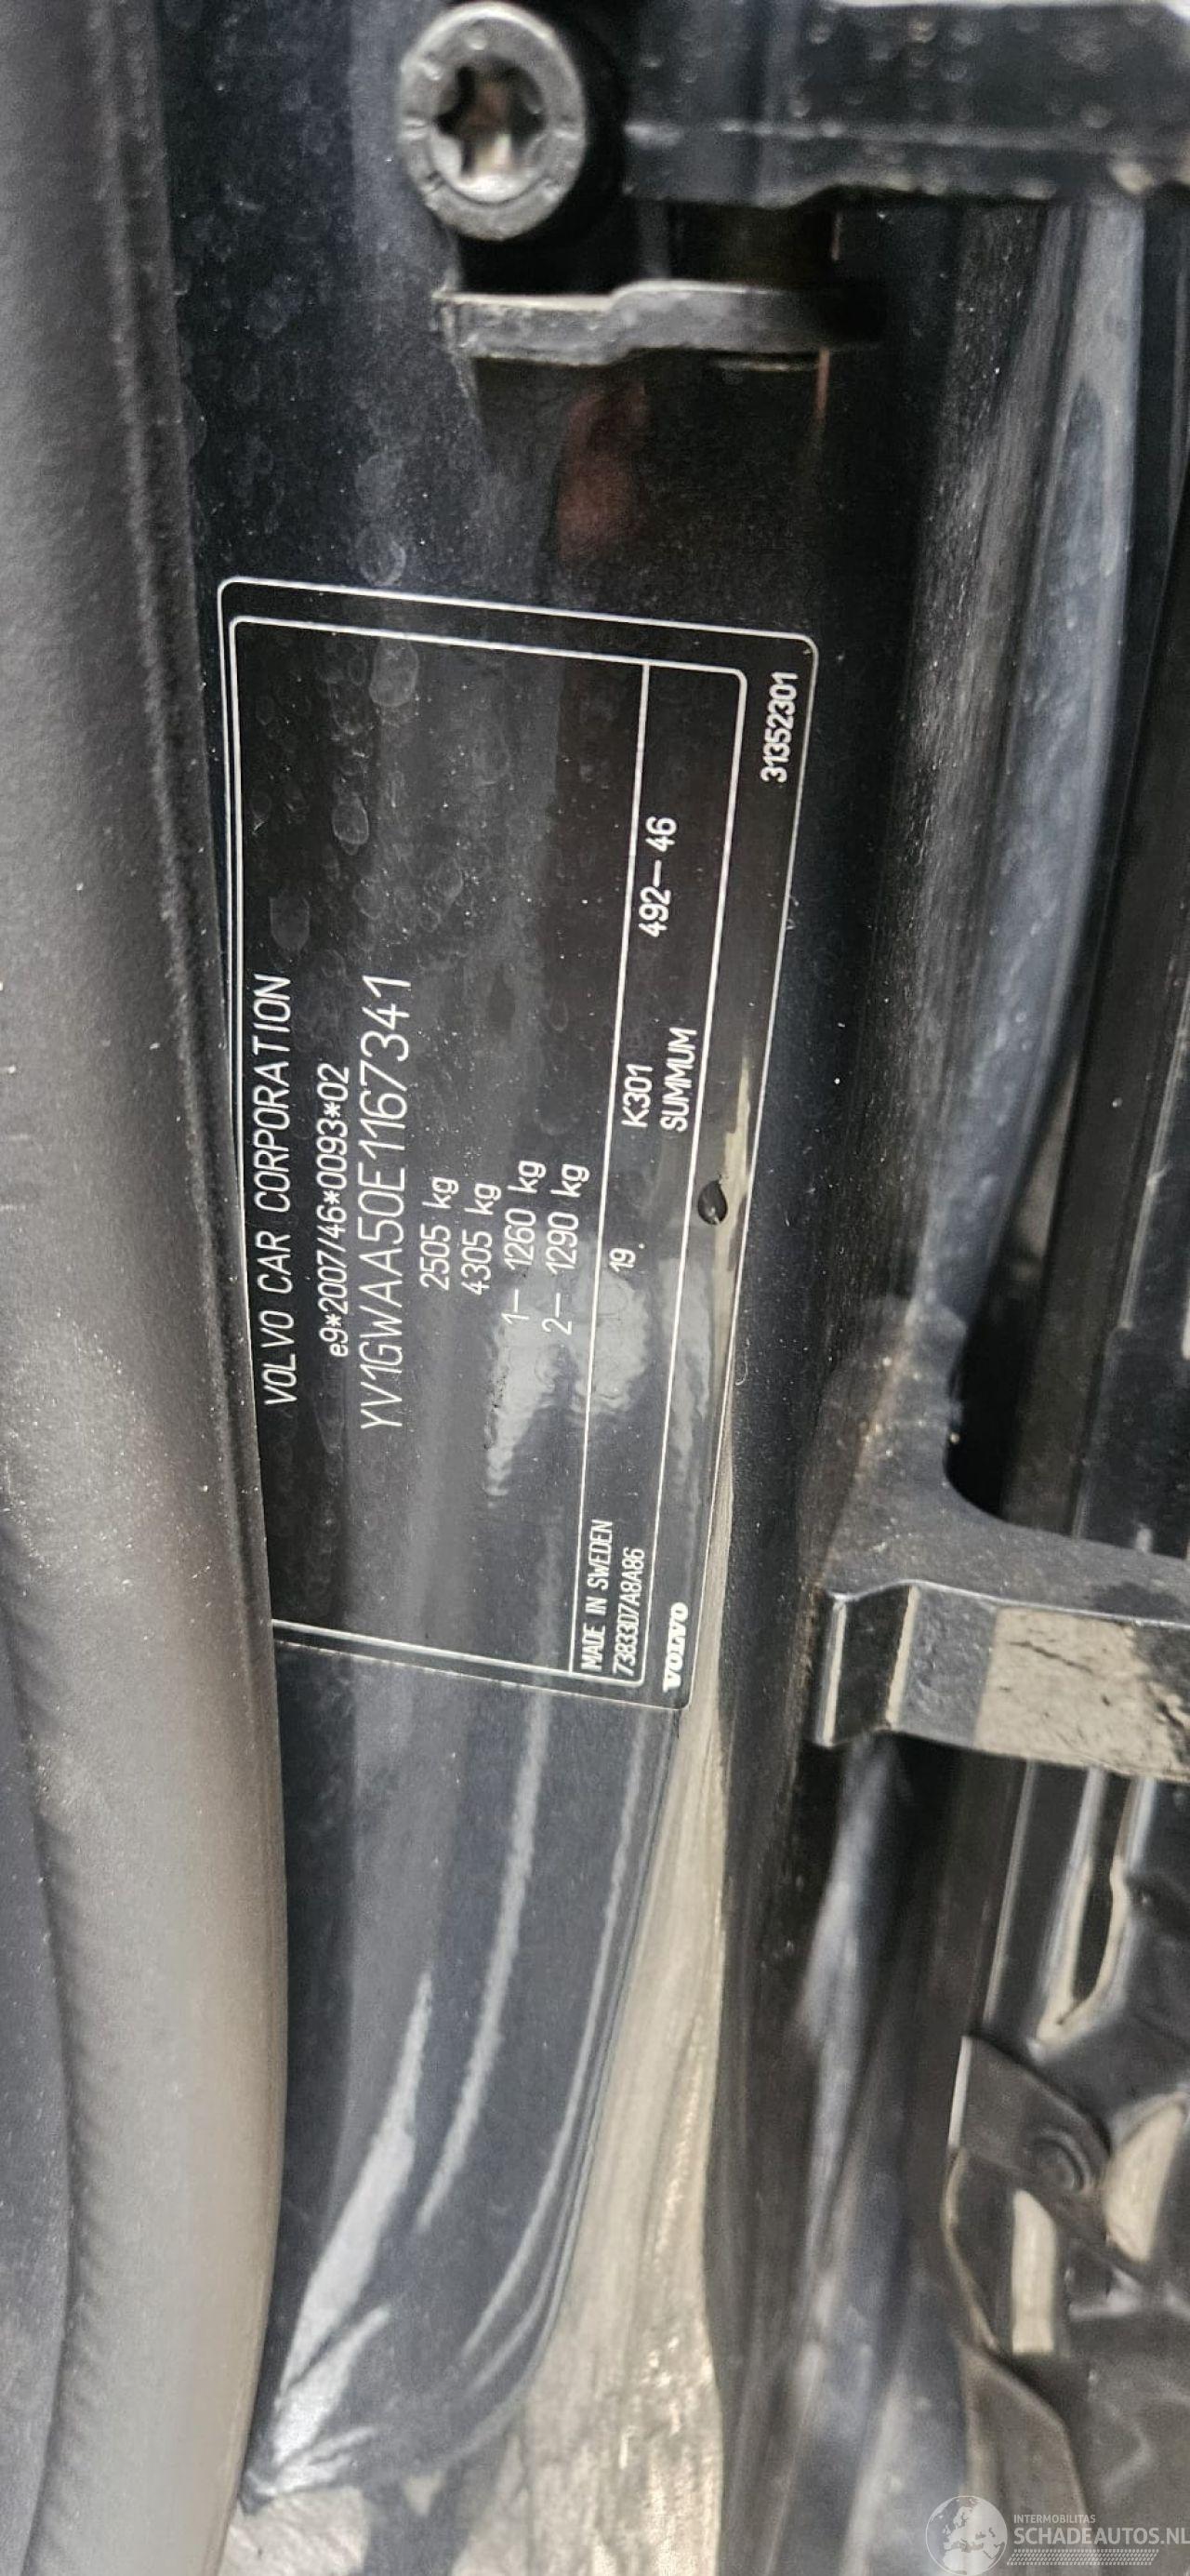 VOLVO CAR CORPORATION
e9*2007/46*0093*02
YV1GWAA50E1167341
2505 kg
4305 kg
1– 1260 kg
2– 1290 kg
MADE IN SWEDEN 19. K301 492–46
73833D7A8A86 SUMMUM
VOLVO 31352301
INTERMOBILITAS
SCHADEAUTOS.NL